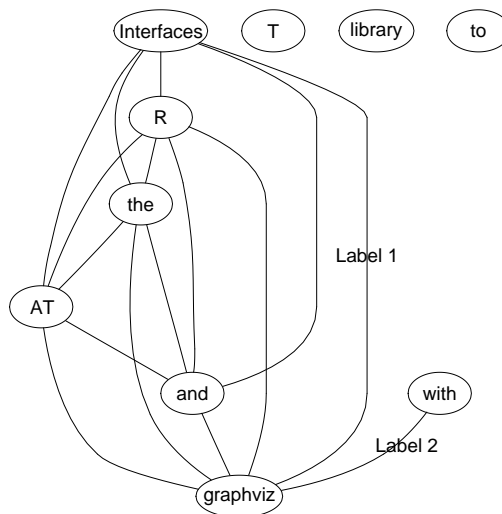 Interfaces T library to
R
the
Label 1
AT
and with
Label 2
graphviz